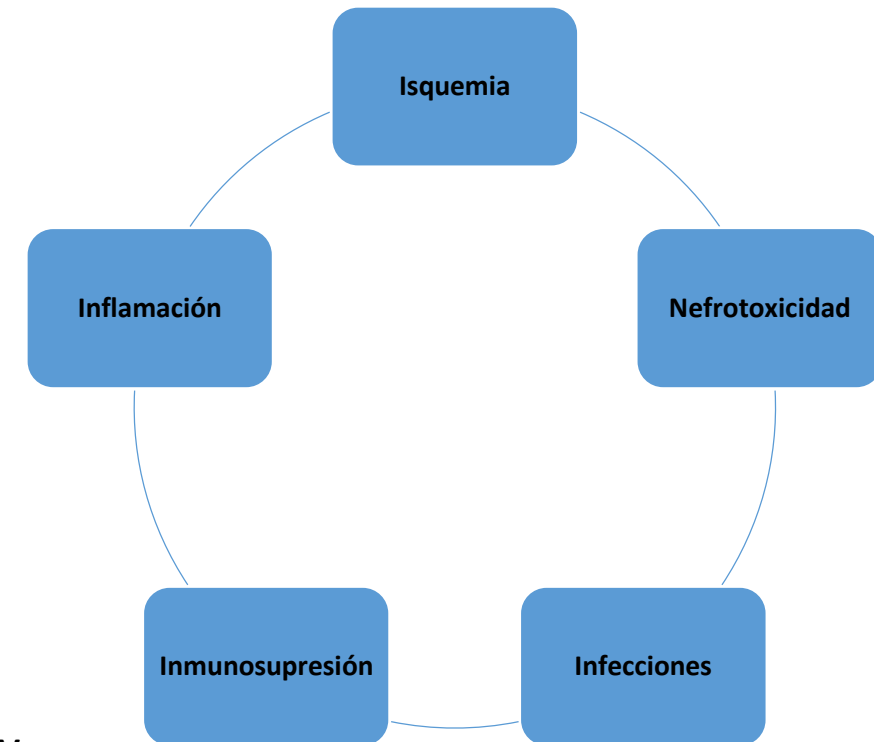 Isquemia
Inflamación
Nefrotoxicidad
Inmunosupresión
Infecciones